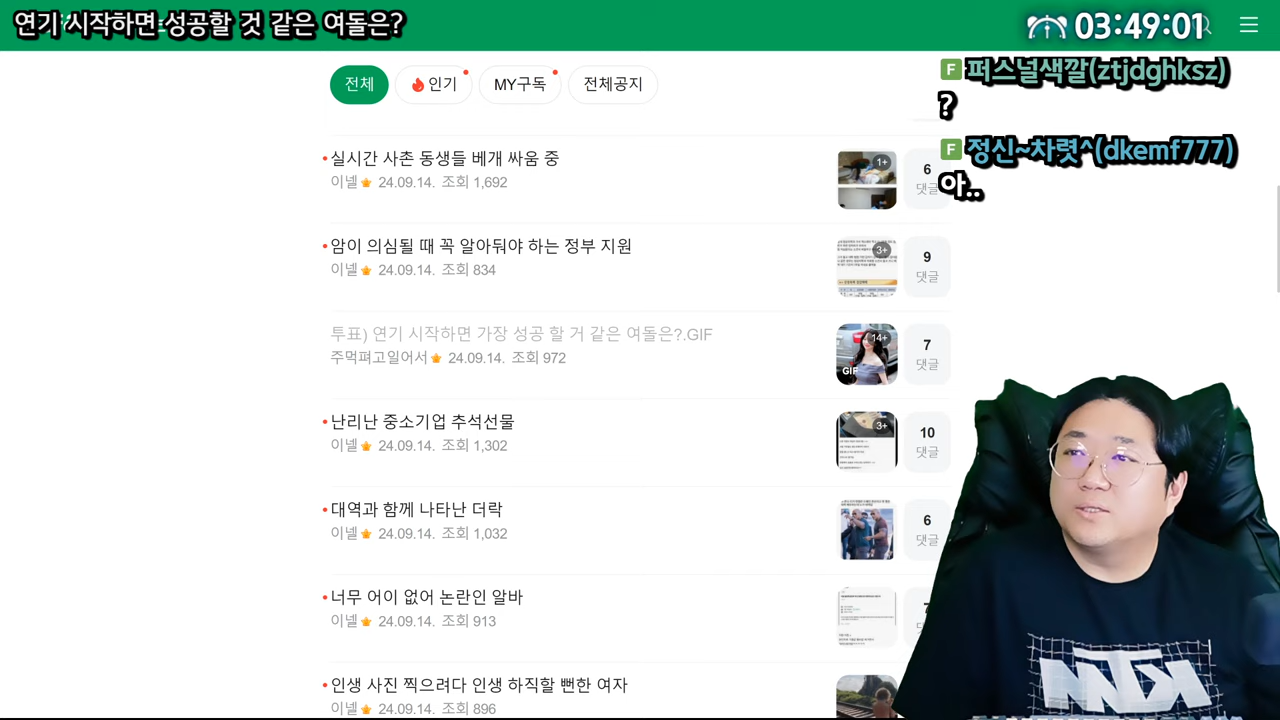 연기 시작하면 성공할 것 같은 여돌은?
03:49:01
전체
인기
MY구독
전체공지
F 퍼스널색깔(ztjdghksz)
?
F 정신~차렷^(dkemf777)
아..
실시간 사촌 동생들 베개 싸움 중
이넬 24.09.14. 조회 1,692
1+
6
댓글
암이 의심될 때 꼭 알아둬야 하는 정부 지원
이넬 24.09.14. 조회 834
3+
9
댓글
투표) 연기 시작하면 가장 성공 할 거 같은 여돌은?.GIF
주먹펴고일어서 24.09.14. 조회 972
14+
GIF
7
댓글
난리난 중소기업 추석선물
이넬 24.09.14. 조회 1,302
3+
10
댓글
대역과 함께 나타난 더락
이넬 24.09.14. 조회 1,032
6
댓글
너무 어이 없어 논란인 알바
이넬 24.09.14. 조회 913
인생 사진 찍으려다 인생 하직할 뻔한 여자
이넬 24.09.14. 조회 896